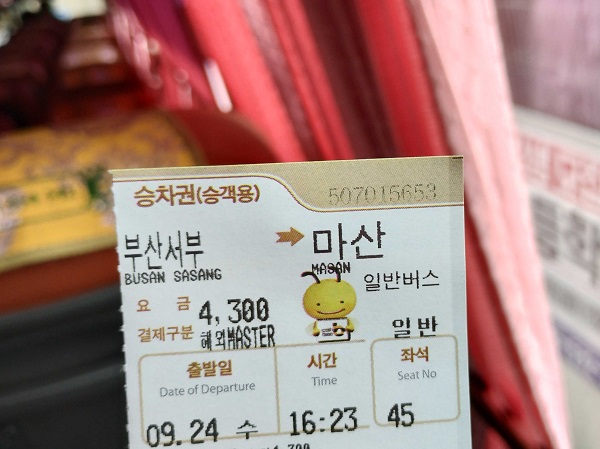 승차권(승객용) 507015653
부산서부 마산
BUSAN SASANG MASAN
일반버스
요 금 4,300
결제구분 해외MASTER 일반
출발일 시간 좌석
Date of Departure Time Seat No
09.24 수 16:23 45